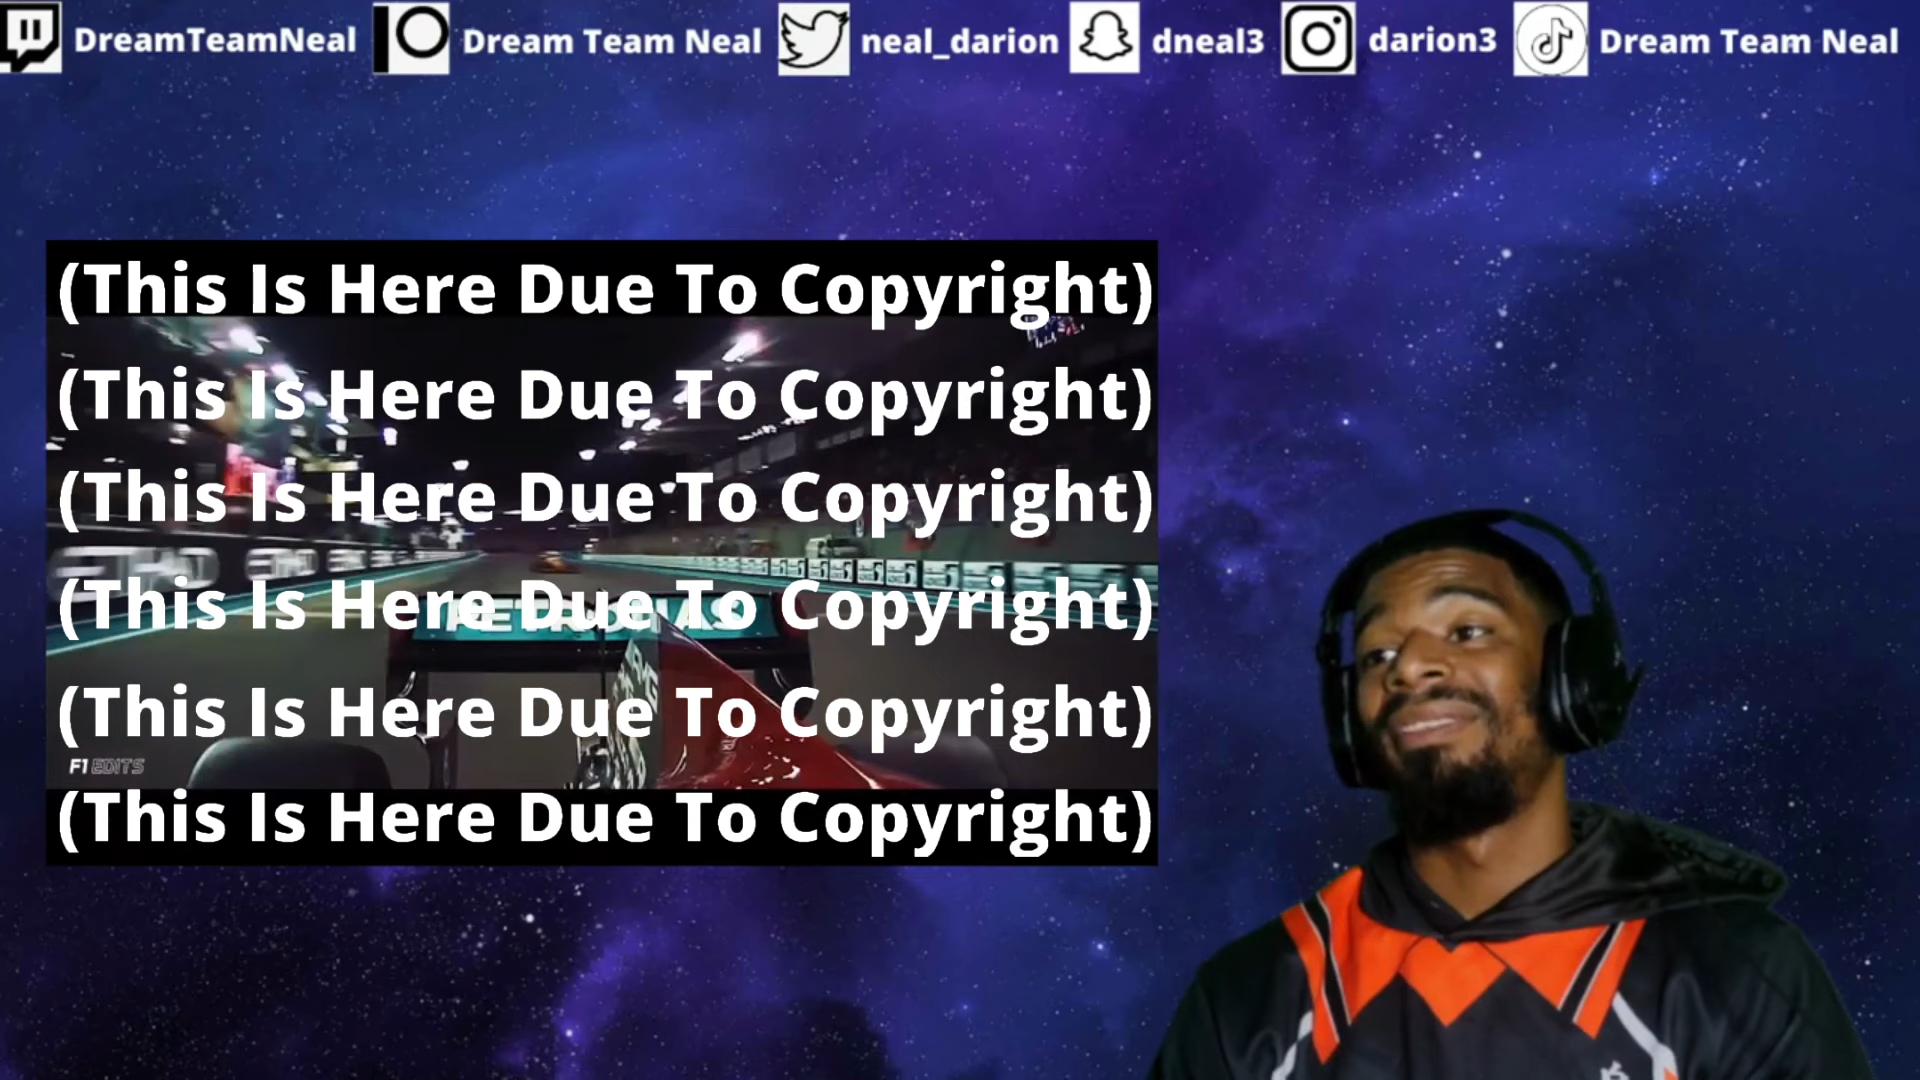 DreamTeamNeal Dream Team Neal neal_darion dneal3 darion3 Dream Team Neal
(This Is Here Due To Copyright)
(This Is Here Due To Copyright)
(This Is Here Due To Copyright)
ETIHAD
(This Is Here Due To Copyright)
PETRONAS
(This Is Here Due To Copyright)
F1 EDITS
(This Is Here Due To Copyright)